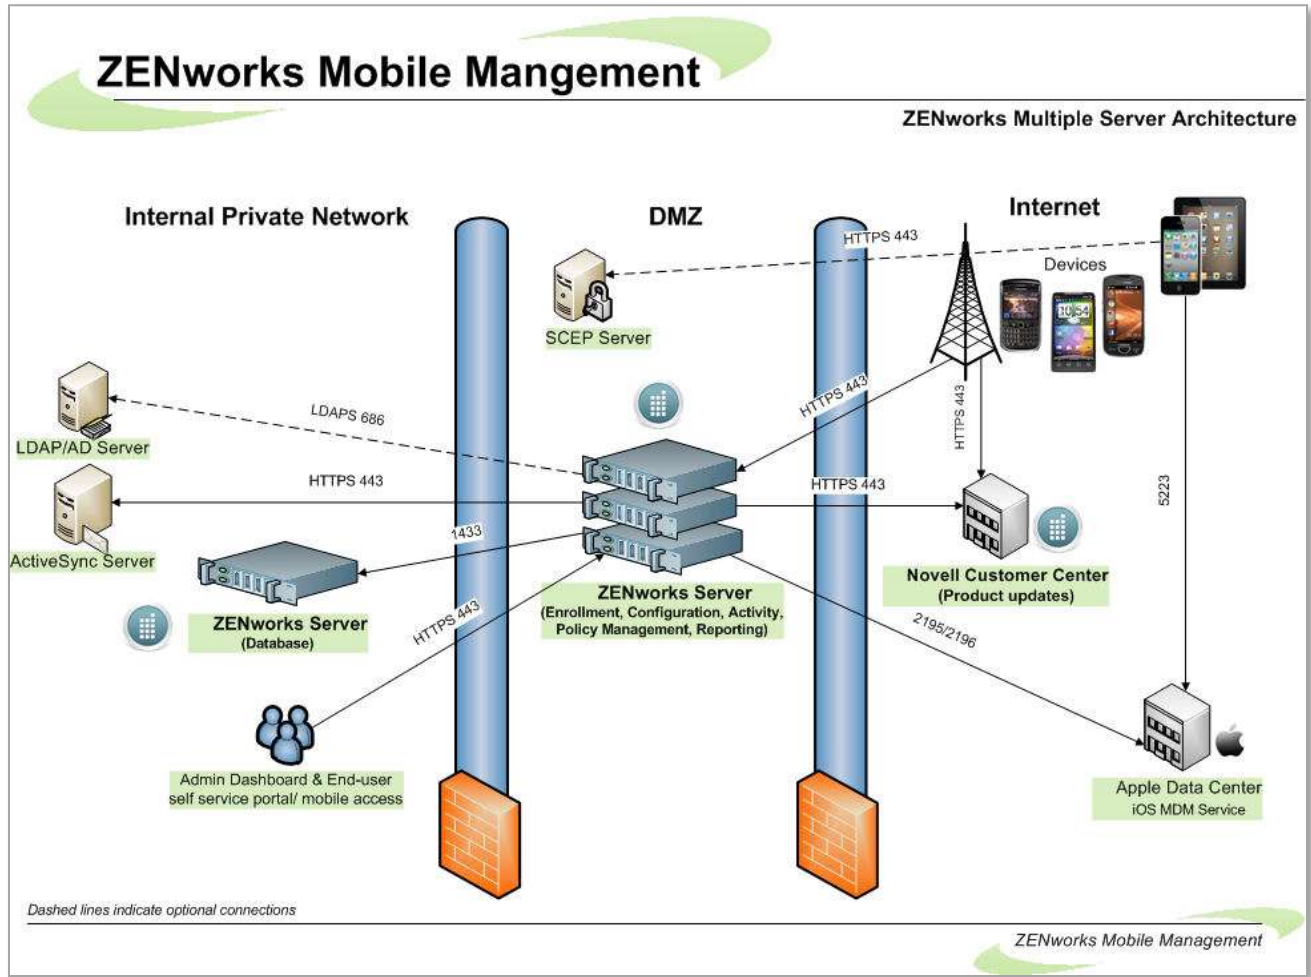 ZENworks Mobile Mangement
ZENworks Multiple Server Architecture
Internal Private Network
DMZ
Internet
HTTPS 443
Devices
10:54
SCEP Server
HTTPS 443
HTTPS 443
LDAPS 686
LDAP/AD Server
HTTPS 443
HTTPS 443
5223
1433
ActiveSync Server
Novell Customer Center
(Product updates)
ZENworks Server
(Enrollment, Configuration, Activity,
Policy Management, Reporting)
ZENworks Server
(Database)
HTTPS 443
2195/2196
Admin Dashboard & End-user
self service portal/ mobile access
Apple Data Center
iOS MDM Service
Dashed lines indicate optional connections
ZENworks Mobile Management